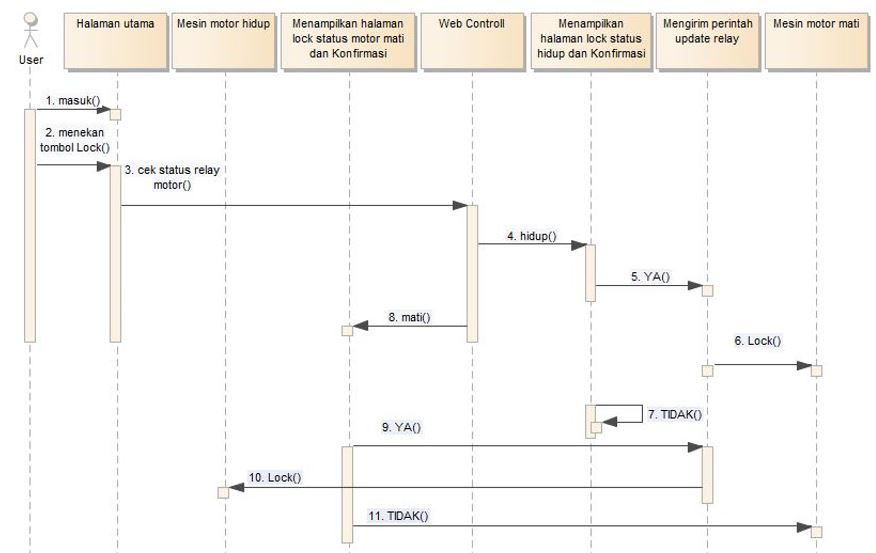 User
Halaman utama
Mesin motor hidup
Menampilkan halaman
lock status motor mati
dan Konfirmasi
Web Controll
Menampilkan
halaman lock status
hidup dan Konfirmasi
Mengirim perintah
update relay
Mesin motor mati
1. masuk()
2. menekan
tombol Lock()
3. cek status relay
motor()
4. hidup()
5. YA()
8. mati()
6. Lock()
7. TIDAK()
9. YA()
10. Lock()
11. TIDAK()